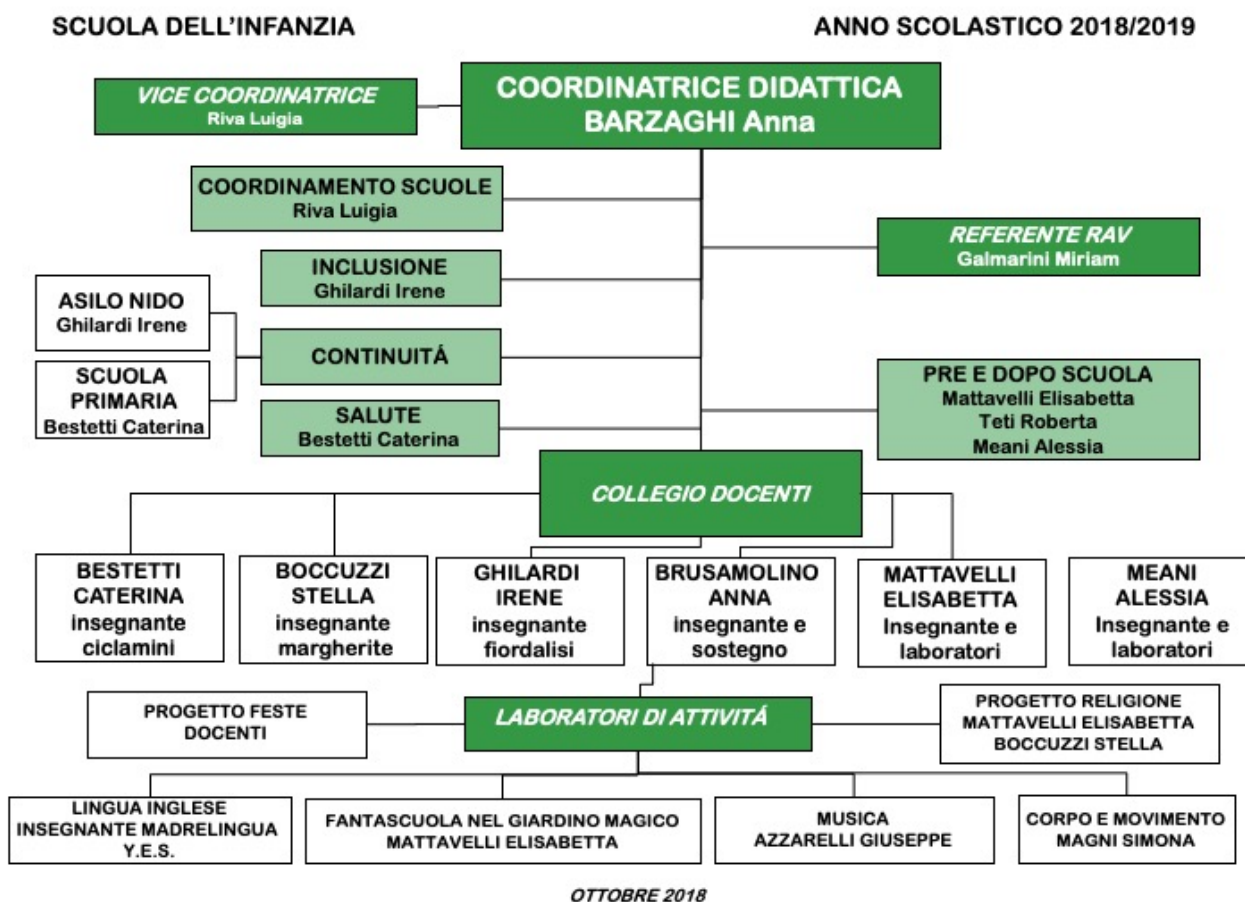 SCUOLA DELL'INFANZIA
ANNO SCOLASTICO 2018/2019
VICE COORDINATRICE
Riva Luigia
COORDINATRICE DIDATTICA
BARZAGHI Anna
COORDINAMENTO SCUOLE
Riva Luigia
REFERENTE RAV
Galmarini Miriam
INCLUSIONE
Ghilardi Irene
ASILO NIDO
Ghilardi Irene
CONTINUITÁ
SCUOLA
PRIMARIA
Bestetti Caterina
SALUTE
Bestetti Caterina
PRE E DOPO SCUOLA
Mattavelli Elisabetta
Teti Roberta
Meani Alessia
COLLEGIO DOCENTI
BESTETTI
CATERINA
insegnante
ciclamini
BOCCUZZI
STELLA
insegnante
margherite
GHILARDI
IRENE
insegnante
fiordalisi
BRUSAMOLINO
ANNA
insegnante e
sostegno
MATTAVELLI
ELISABETTA
Insegnante e
laboratori
MEANI
ALESSIA
Insegnante e
laboratori
PROGETTO FESTE
DOCENTI
LABORATORI DI ATTIVITÁ
PROGETTO RELIGIONE
MATTAVELLI ELISABETTA
BOCCUZZI STELLA
LINGUA INGLESE
INSEGNANTE MADRELINGUA
Y.E.S.
FANTASCUOLA NEL GIARDINO MAGICO
MATTAVELLI ELISABETTA
MUSICA
AZZARELLI GIUSEPPE
CORPO E MOVIMENTO
MAGNI SIMONA
OTTOBRE 2018